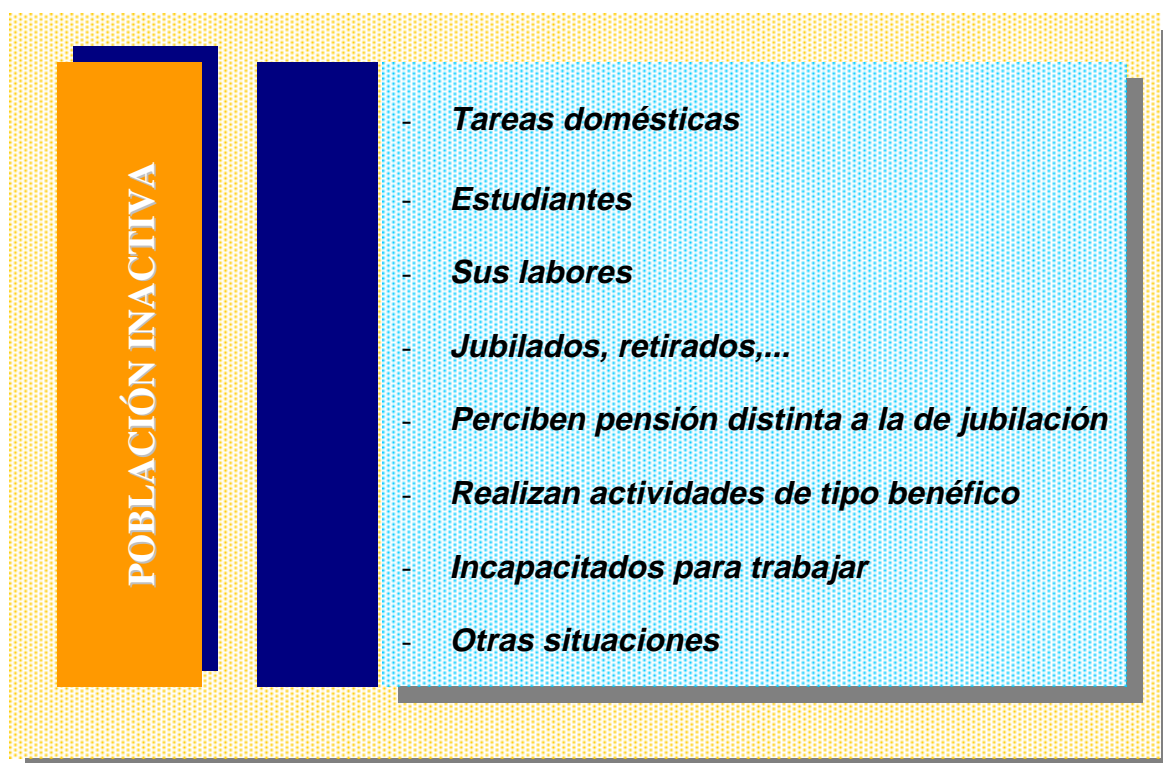 POBLACIÓN INACTIVA
- Tareas domésticas
- Estudiantes
- Sus labores
- Jubilados, retirados,...
- Perciben pensión distinta a la de jubilación
- Realizan actividades de tipo benéfico
- Incapacitados para trabajar
- Otras situaciones